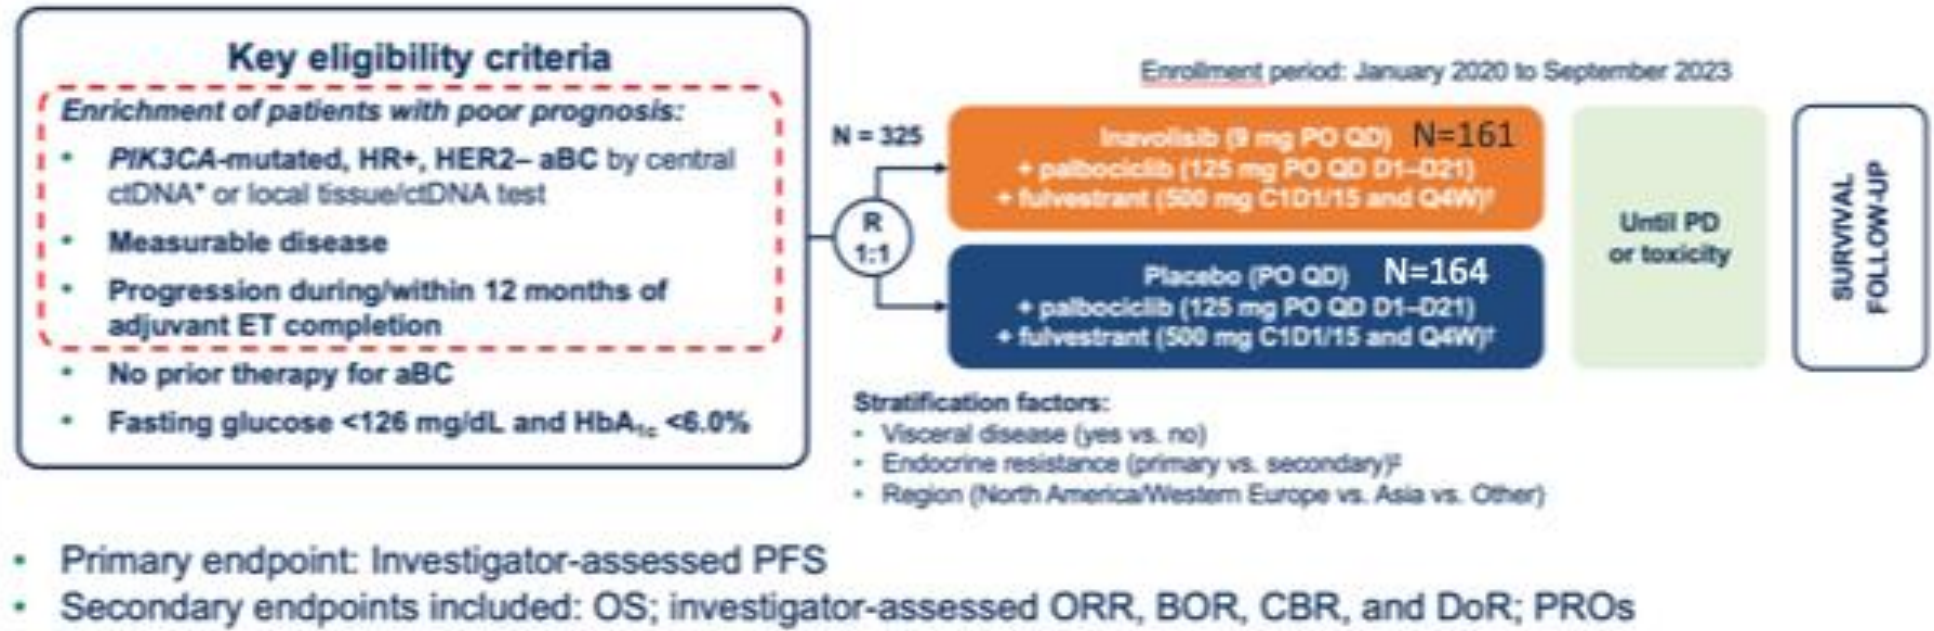 Key eligibility criteria
Enrichment of patients with poor prognosis:
• PIK3CA-mutated, HR+, HER2– aBC by central
ctDNA* or local tissue/ctDNA test
• Measurable disease
• Progression during/within 12 months of
adjuvant ET completion
• No prior therapy for aBC
• Fasting glucose <126 mg/dL and HbA1c <6.0%
N = 325
R
1:1
Enrollment period: January 2020 to September 2023
Inavolisib (9 mg PO QD) N=161
+ palbociclib (125 mg PO QD D1–D21)
+ fulvestrant (500 mg C1D1/15 and Q4W)†
Placebo (PO QD) N=164
+ palbociclib (125 mg PO QD D1–D21)
+ fulvestrant (500 mg C1D1/15 and Q4W)†
Until PD
or toxicity
SURVIVAL
FOLLOW-UP
Stratification factors:
• Visceral disease (yes vs. no)
• Endocrine resistance (primary vs. secondary)‡
• Region (North America/Western Europe vs. Asia vs. Other)
• Primary endpoint: Investigator-assessed PFS
• Secondary endpoints included: OS; investigator-assessed ORR, BOR, CBR, and DoR; PROs